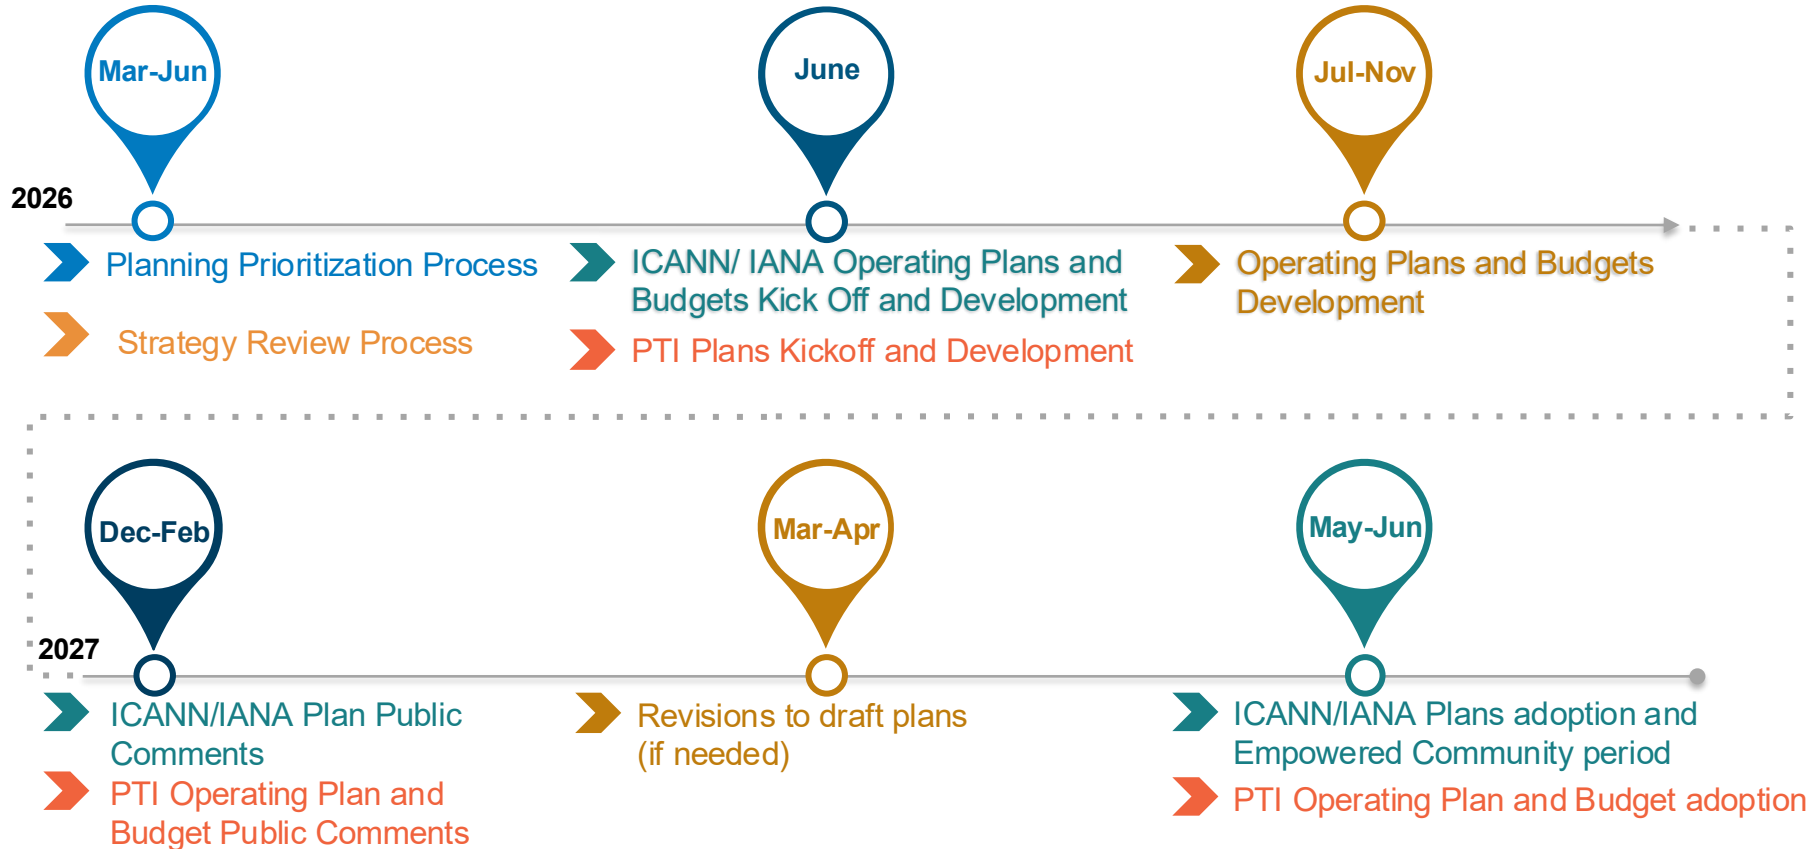 Mar-Jun
June
Jul-Nov
2026
Planning Prioritization Process
Strategy Review Process
ICANN/ IANA Operating Plans and
Budgets Kick Off and Development
PTI Plans Kickoff and Development
Operating Plans and Budgets
Development
Dec-Feb
Mar-Apr
May-Jun
2027
ICANN/IANA Plan Public
Comments
PTI Operating Plan and
Budget Public Comments
Revisions to draft plans
(if needed)
ICANN/IANA Plans adoption and
Empowered Community period
PTI Operating Plan and Budget adoption